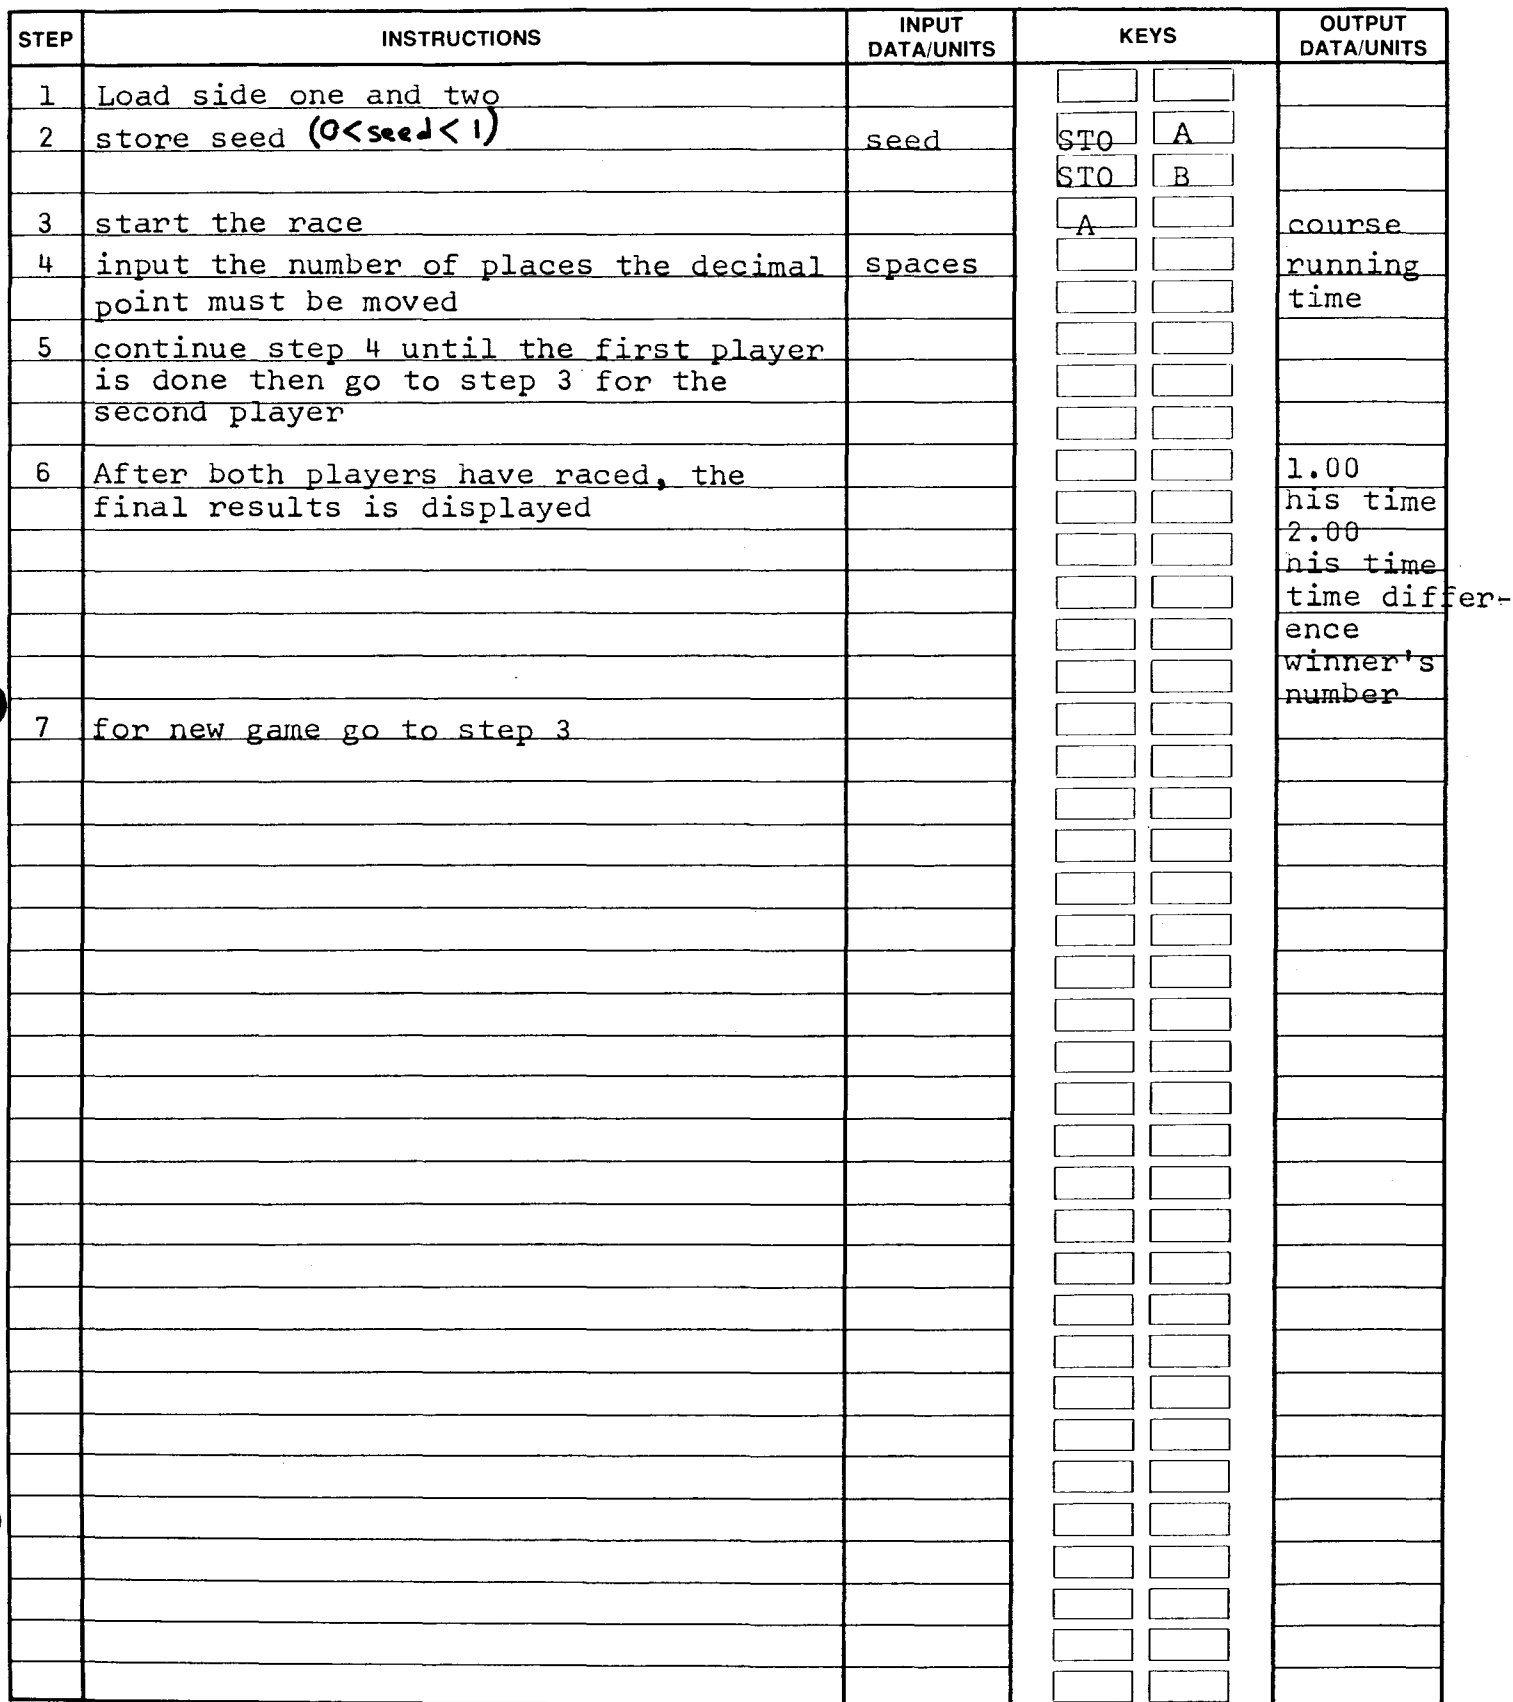 STEP INSTRUCTIONS INPUT DATA/UNITS KEYS OUTPUT DATA/UNITS
1 Load side one and two
2 store seed (0<seed<1) seed STO A
STO B
3 start the race A course
4 input the number of places the decimal spaces running
point must be moved time
5 continue step 4 until the first player
is done then go to step 3 for the
second player
6 After both players have raced, the 1.00
final results is displayed his time
2.00
his time
time differ-
ence
winner's
number
7 for new game go to step 3